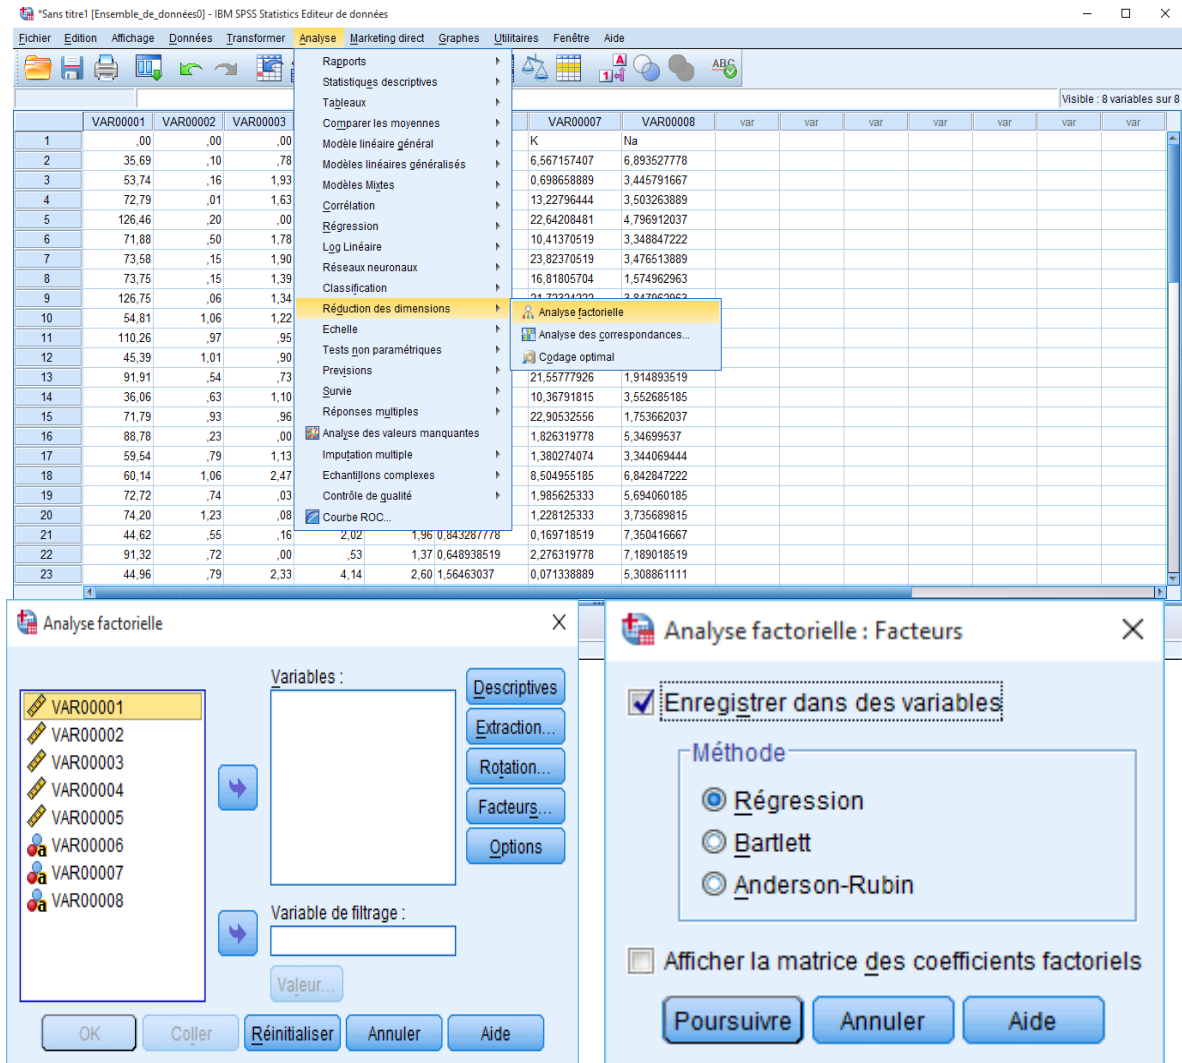 *Sans titre1 [Ensemble_de_données0] - IBM SPSS Statistics Editeur de données
Fichier Edition Affichage Données Transformer Analyse Marketing direct Graphes Utilitaires Fenêtre Aide
Visible : 8 variables sur 8
VAR00001 VAR00002 VAR00003 VAR00007 VAR00008 var var var var var var var
1 ,00 ,00 ,00 K Na
2 35,69 ,10 ,78 6,567157407 6,893527778
3 53,74 ,16 1,93 0,698658889 3,445791667
4 72,79 ,01 1,63 13,22796444 3,503263889
5 126,46 ,20 ,00 22,64208481 4,796912037
6 71,88 ,50 1,78 10,41370519 3,348847222
7 73,58 ,15 1,90 23,82370519 3,476513889
8 73,75 ,15 1,39 16,81805704 1,574962963
9 126,75 ,06 1,34
10 54,81 1,06 1,22
11 110,26 ,97 ,95
12 45,39 1,01 ,90
13 91,91 ,54 ,73 21,55777926 1,914893519
14 36,06 ,63 1,10 10,36791815 3,552685185
15 71,79 ,93 ,96 22,90532556 1,753662037
16 88,78 ,23 ,00 1,826319778 5,34699537
17 59,54 ,79 1,13 1,380274074 3,344069444
18 60,14 1,06 2,47 8,504955185 6,842847222
19 72,72 ,74 ,03 1,985625333 5,694060185
20 74,20 1,23 ,08 1,228125333 3,735689815
21 44,62 ,55 ,16 2,02 1,96 0,843287778 0,169718519 7,350416667
22 91,32 ,72 ,00 ,53 1,37 0,648938519 2,276319778 7,189018519
23 44,96 ,79 2,33 4,14 2,60 1,56463037 0,071338889 5,308861111
Rapports
Statistiques descriptives
Tableaux
Comparer les moyennes
Modèle linéaire général
Modèles linéaires généralisés
Modèles Mixtes
Corrélation
Régression
Log Linéaire
Réseaux neuronaux
Classification
Réduction des dimensions
Echelle
Tests non paramétriques
Prévisions
Survie
Réponses multiples
Analyse des valeurs manquantes
Imputation multiple
Echantillons complexes
Contrôle de qualité
Courbe ROC...
Analyse factorielle
Analyse des correspondances...
Codage optimal
Analyse factorielle
VAR00001
VAR00002
VAR00003
VAR00004
VAR00005
VAR00006
VAR00007
VAR00008
Variables :
Variable de filtrage :
Valeur...
Descriptives
Extraction...
Rotation...
Facteurs...
Options
OK Coller Réinitialiser Annuler Aide
Analyse factorielle : Facteurs
Enregistrer dans des variables
Méthode
Régression
Bartlett
Anderson-Rubin
Afficher la matrice des coefficients factoriels
Poursuivre Annuler Aide